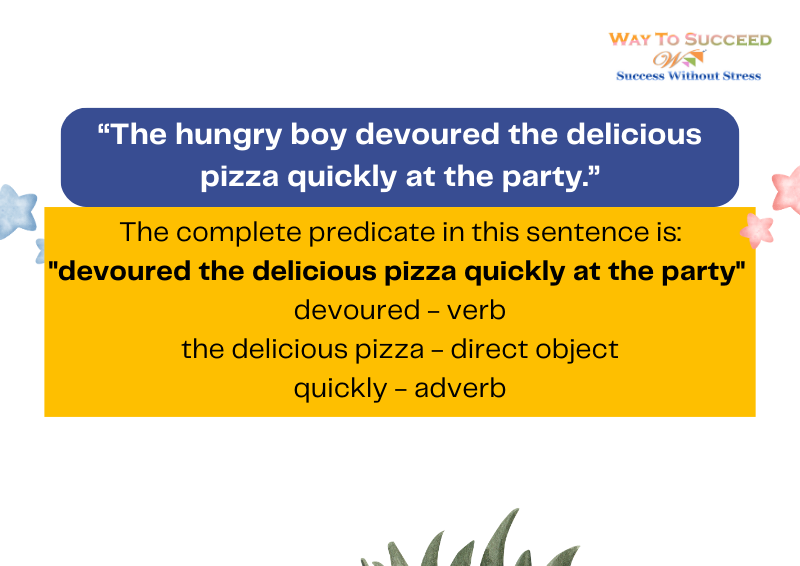 WAY TO SUCCEED
Success Without Stress
“The hungry boy devoured the delicious
pizza quickly at the party.”
The complete predicate in this sentence is:
"devoured the delicious pizza quickly at the party"
devoured – verb
the delicious pizza – direct object
quickly – adverb